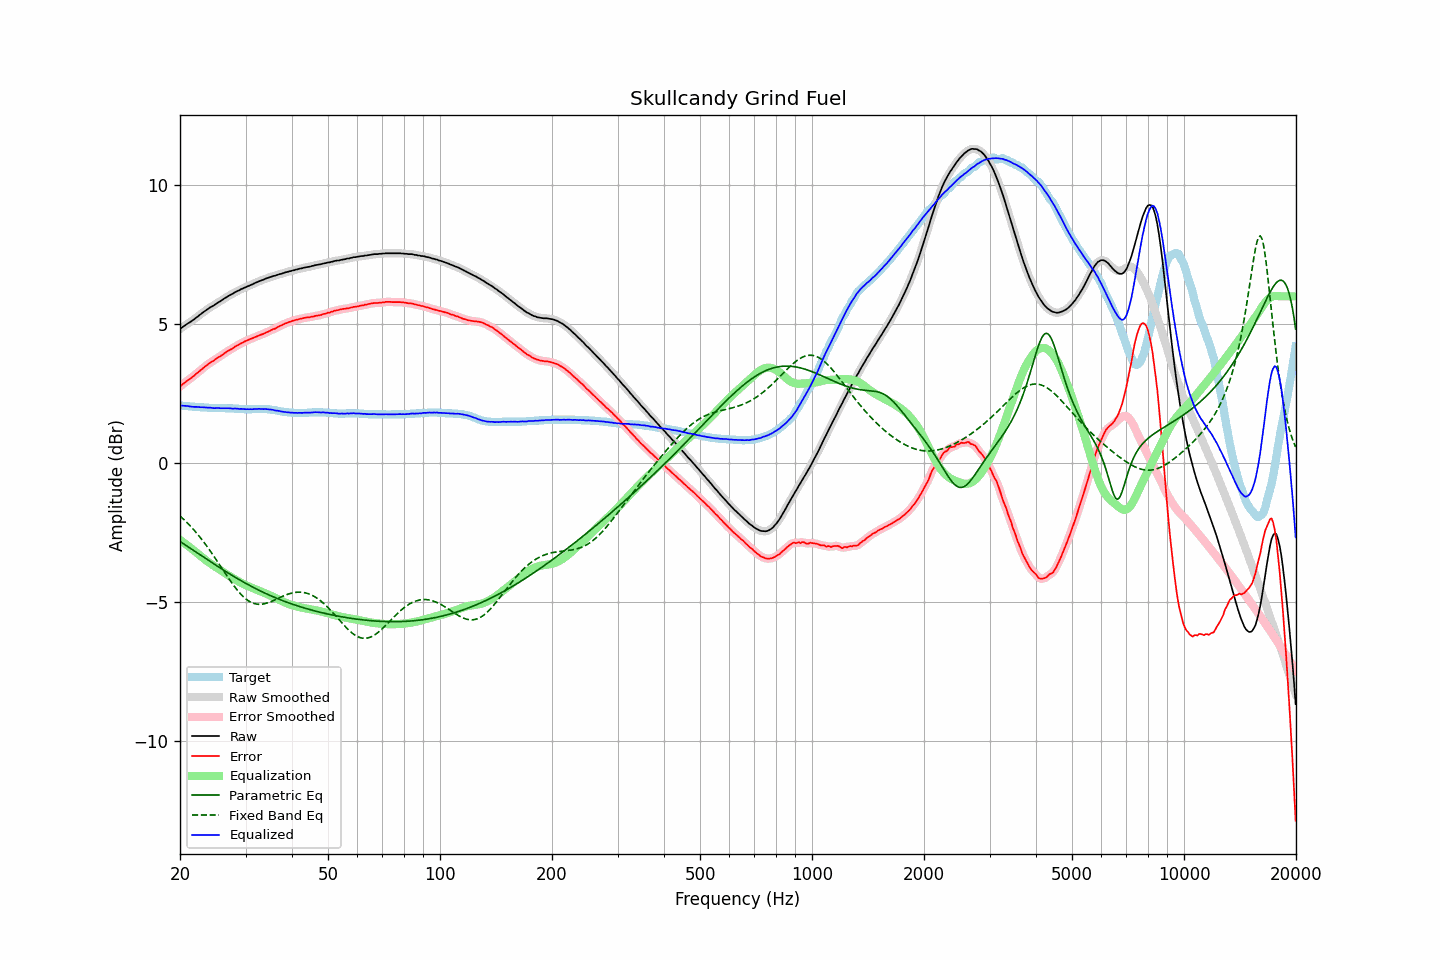 Skullcandy Grind Fuel
Amplitude (dBr)
10
5
0
−5
−10
Target
Raw Smoothed
Error Smoothed
Raw
Error
Equalization
Parametric Eq
Fixed Band Eq
Equalized
20 50 100 200 500 1000 2000 5000 10000 20000
Frequency (Hz)